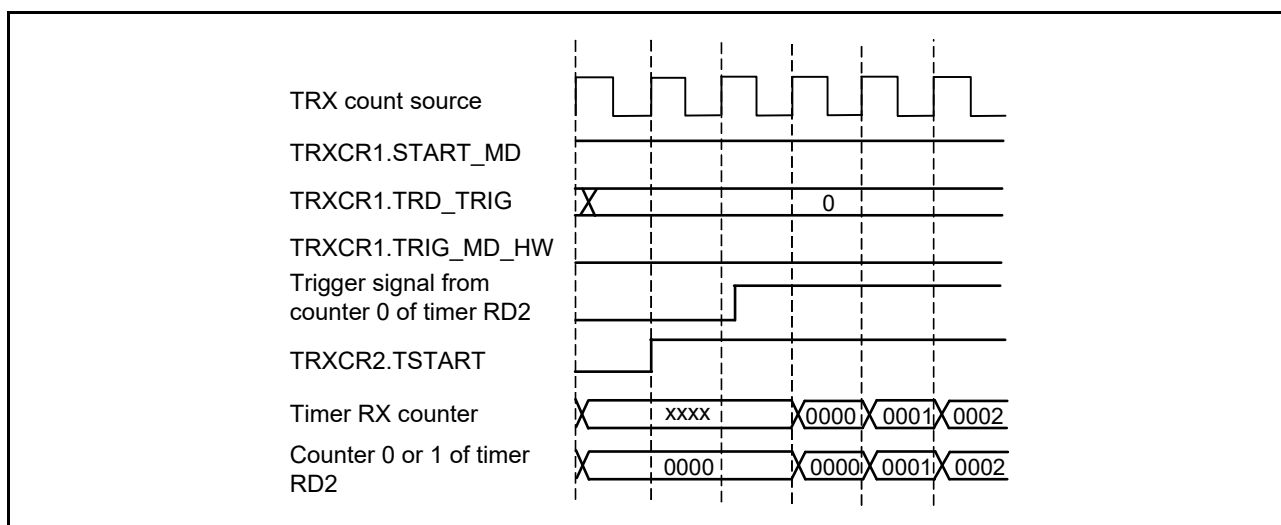 TRX count source
TRXCR1.START_MD
TRXCR1.TRD_TRIG 0
TRXCR1.TRIG_MD_HW
Trigger signal from
counter 0 of timer RD2
TRXCR2.TSTART
Timer RX counter xxxx 0000 0001 0002
Counter 0 or 1 of timer
RD2 0000 0000 0001 0002